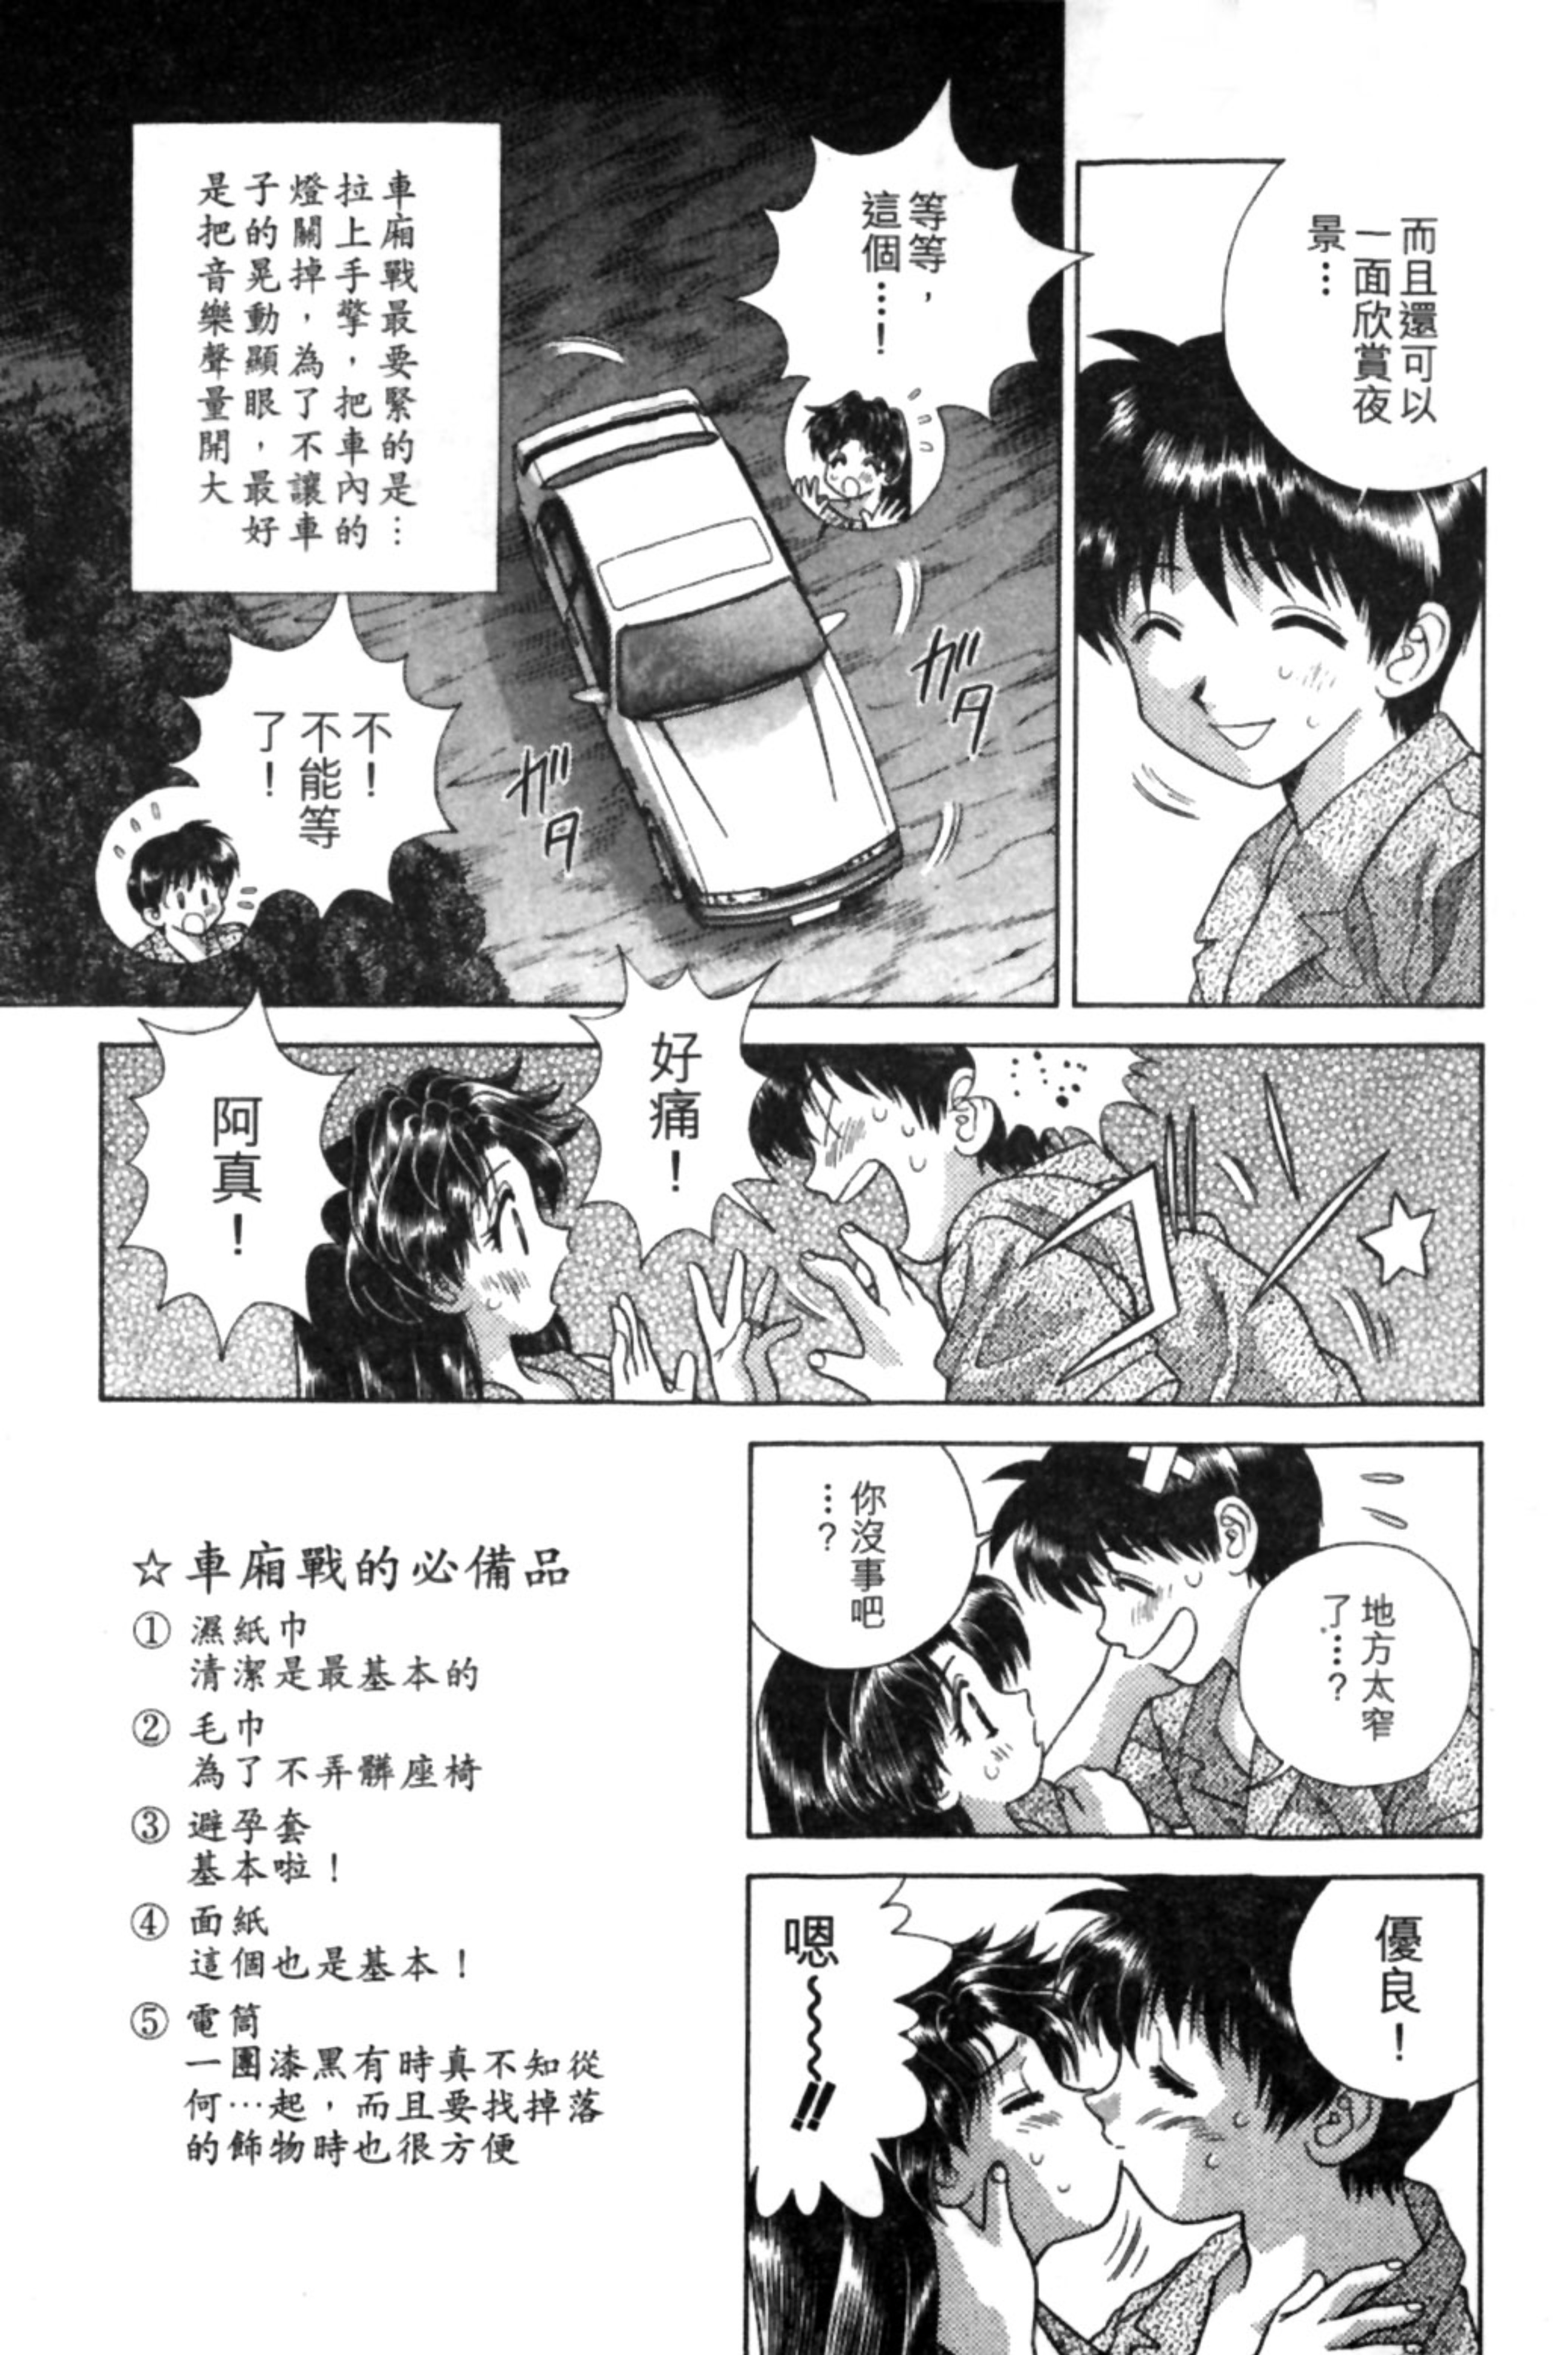 而且還可以
一面欣賞夜
景…
等等，
這個……！
車廂戰最要緊的是…
拉上手擎，把車內的
燈關掉，為了不讓車
子的晃動顯眼，最好
是把音樂聲量開大
ガタ
ガタ
不！
不能等
了！
好痛！
阿真！
地方太窄
了……？
你沒事吧
…？
優良！
嗯～～‼
☆車廂戰的必備品
① 濕紙巾
清潔是最基本的
② 毛巾
為了不弄髒座椅
③ 避孕套
基本啦！
④ 面紙
這個也是基本！
⑤ 電筒
一團漆黑有時真不知從
何…起，而且要找掉落
的飾物時也很方便